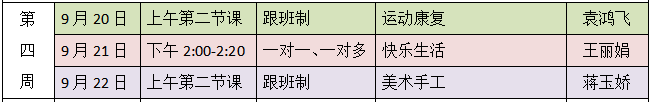 第四周
9月20日 上午第二节课 跟班制 运动康复 袁鸿飞
9月21日 下午 2:00-2:20 一对一、一对多 快乐生活 王丽娟
9月22日 上午第二节课 跟班制 美术手工 蒋玉娇